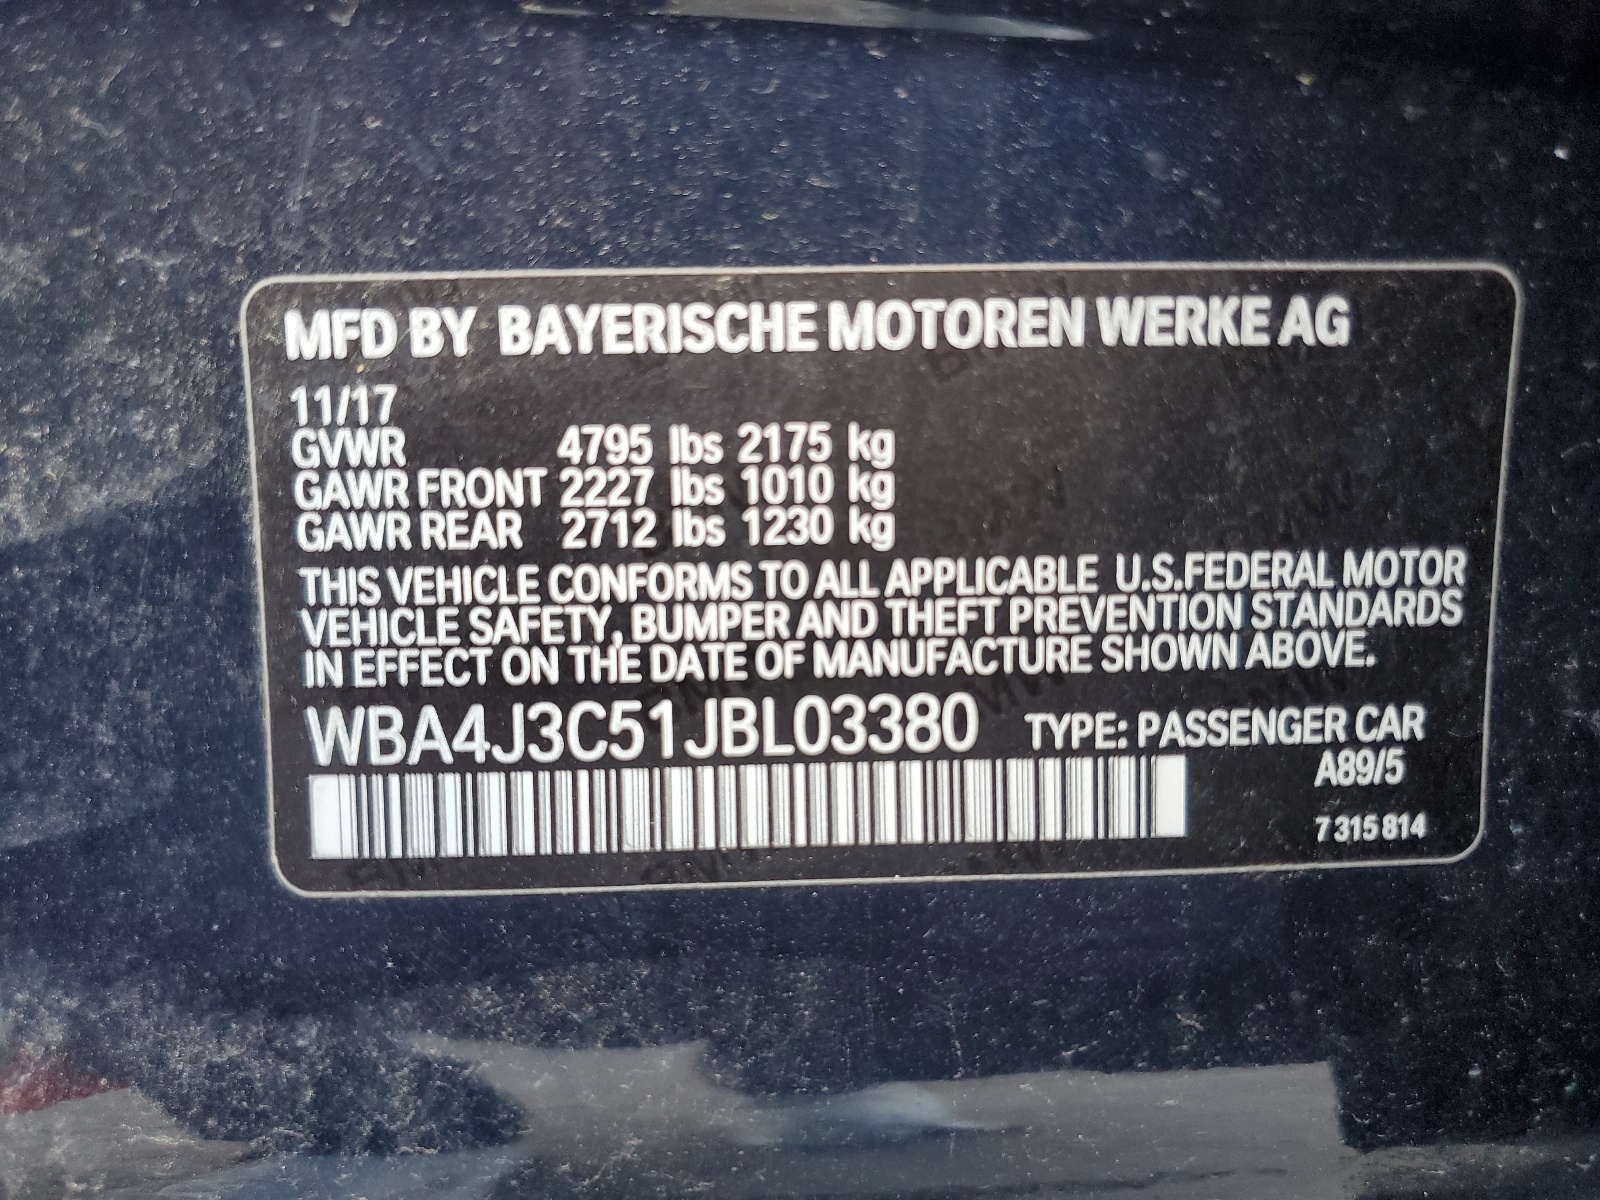 MFD BY BAYERISCHE MOTOREN WERKE AG
11/17
GVWR 4795 lbs 2175 kg
GAWR FRONT 2227 lbs 1010 kg
GAWR REAR 2712 lbs 1230 kg
THIS VEHICLE CONFORMS TO ALL APPLICABLE U.S.FEDERAL MOTOR
VEHICLE SAFETY, BUMPER AND THEFT PREVENTION STANDARDS
IN EFFECT ON THE DATE OF MANUFACTURE SHOWN ABOVE.
WBA4J3C51JBL03380 TYPE: PASSENGER CAR
A89/5
7 315 814